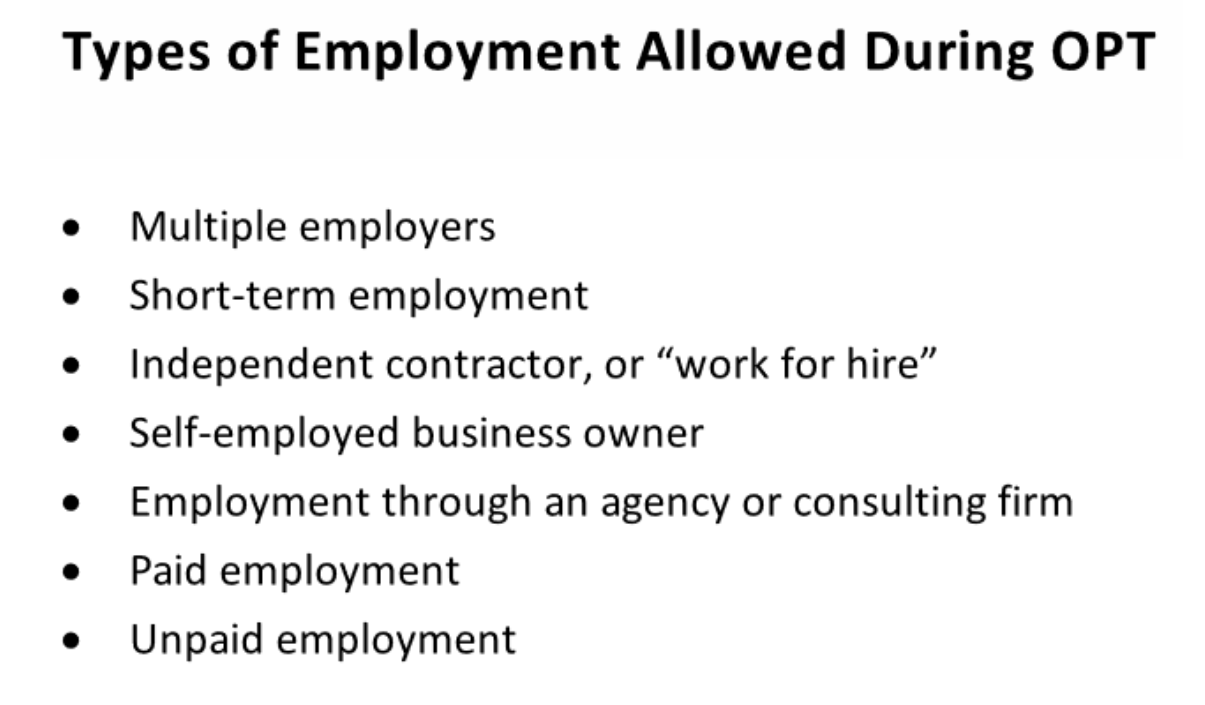 Types of Employment Allowed During OPT
• Multiple employers
• Short-term employment
• Independent contractor, or “work for hire”
• Self-employed business owner
• Employment through an agency or consulting firm
• Paid employment
• Unpaid employment